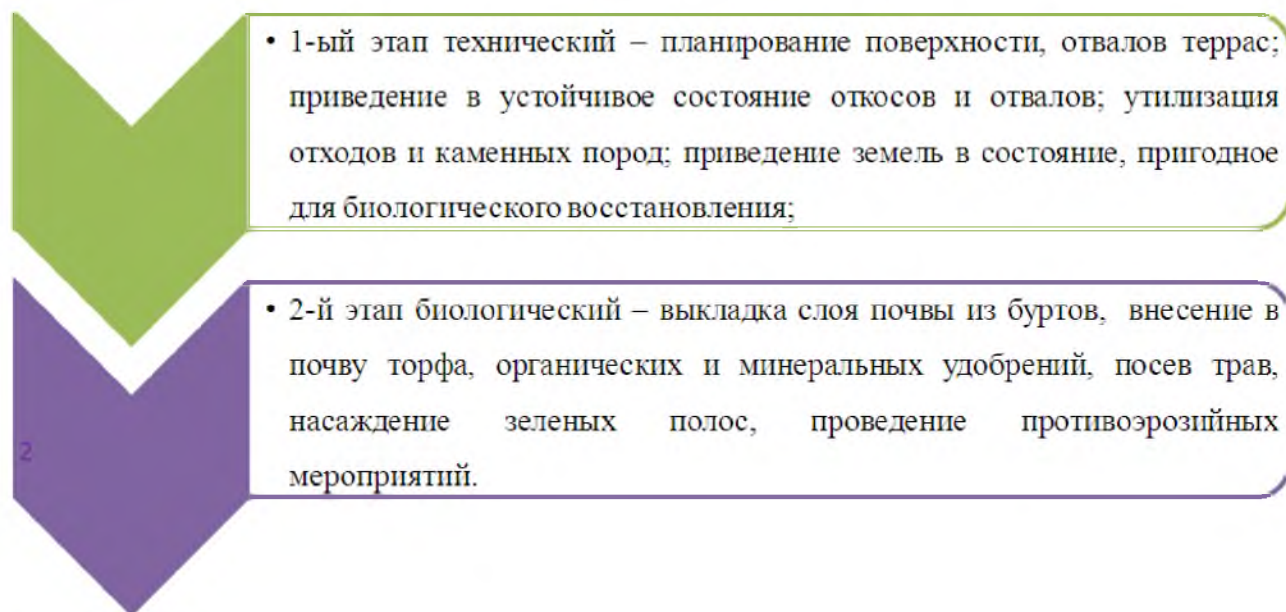 • 1-ый этап технический – планирование поверхности, отвалов террас;
приведение в устойчивое состояние откосов и отвалов; утилизация
отходов и каменных пород; приведение земель в состояние, пригодное
для биологического восстановления;
• 2-й этап биологический – выкладка слоя почвы из буртов, внесение в
почву торфа, органических и минеральных удобрений, посев трав,
насаждение зеленых полос, проведение противоэрозийных
2
мероприятий.